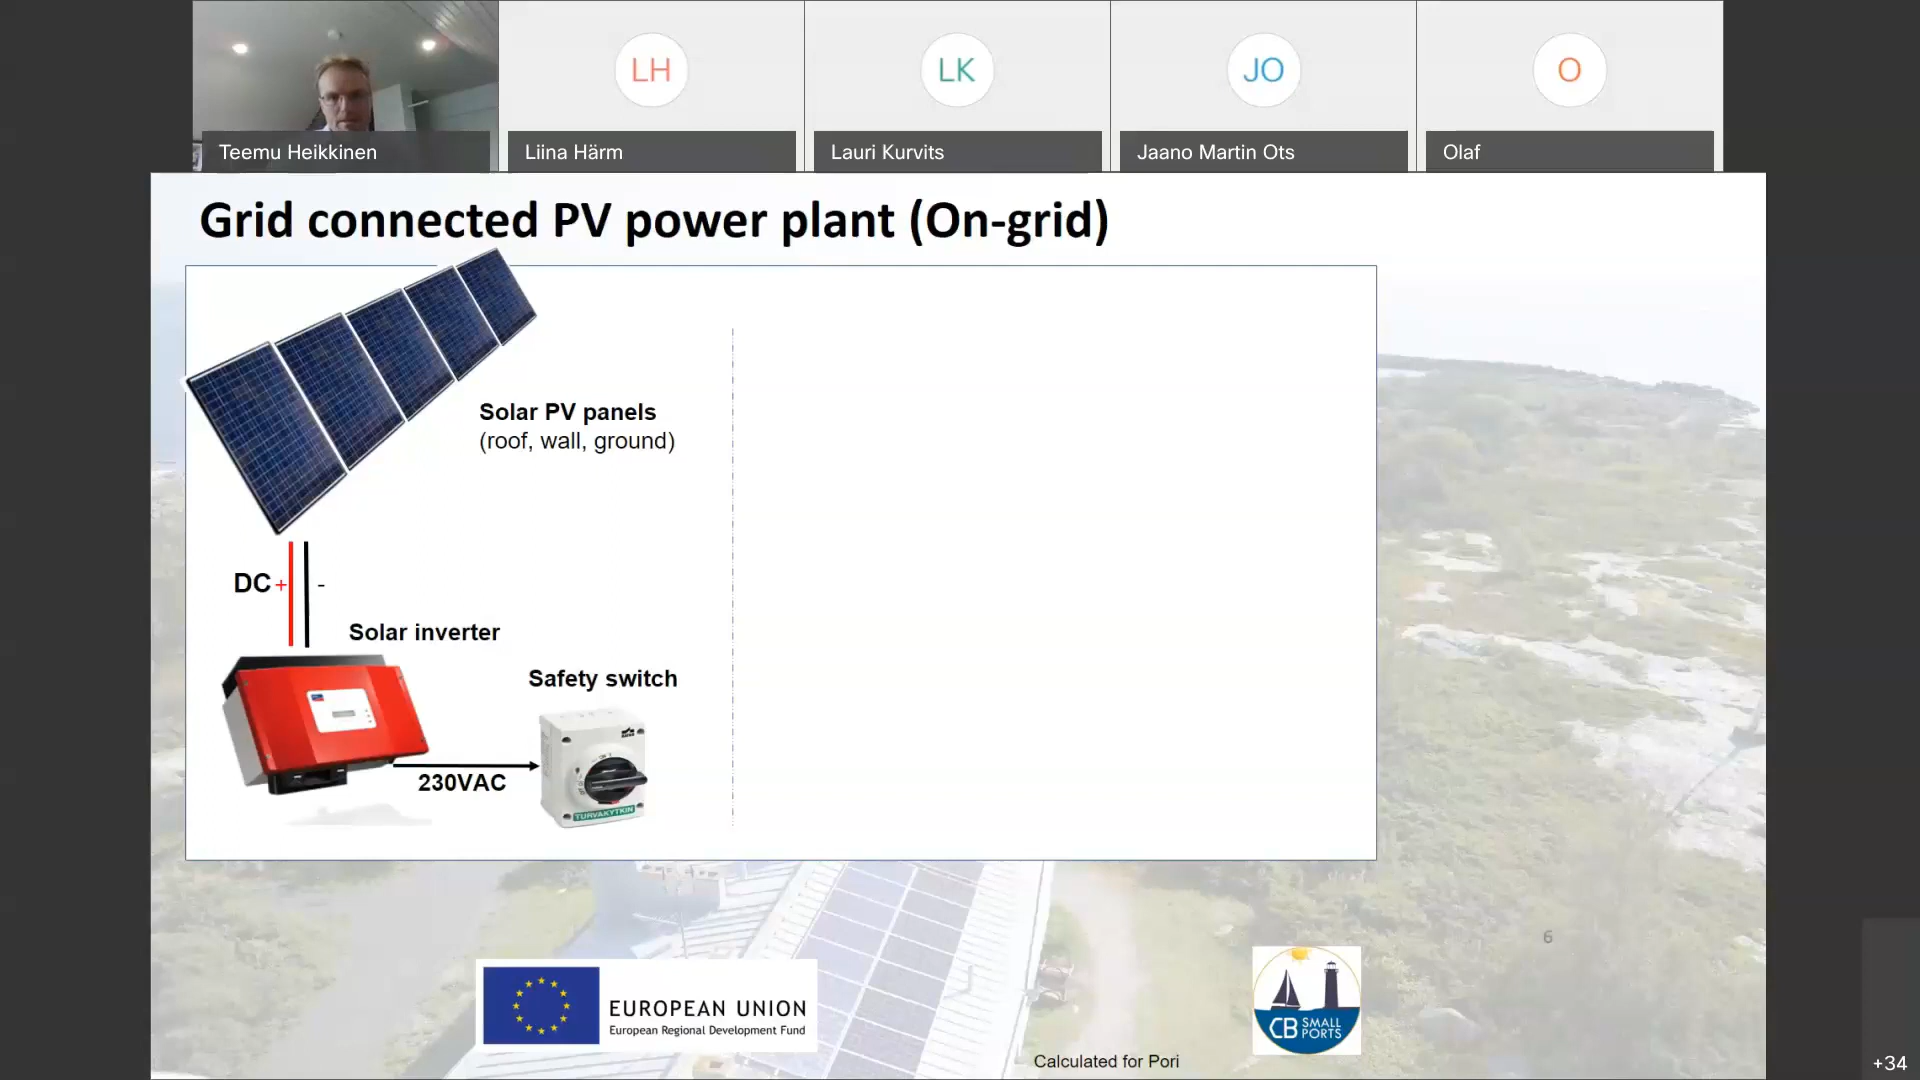 LH
LK
JO
O
Teemu Heikkinen
Liina Härm
Lauri Kurvits
Jaano Martin Ots
Olaf
Grid connected PV power plant (On-grid)
Solar PV panels
(roof, wall, ground)
DC + -
Solar inverter
Safety switch
230VAC
TURVAKYTKIN
6
EUROPEAN UNION
European Regional Development Fund
CB SMALL
PORTS
Calculated for Pori
+34